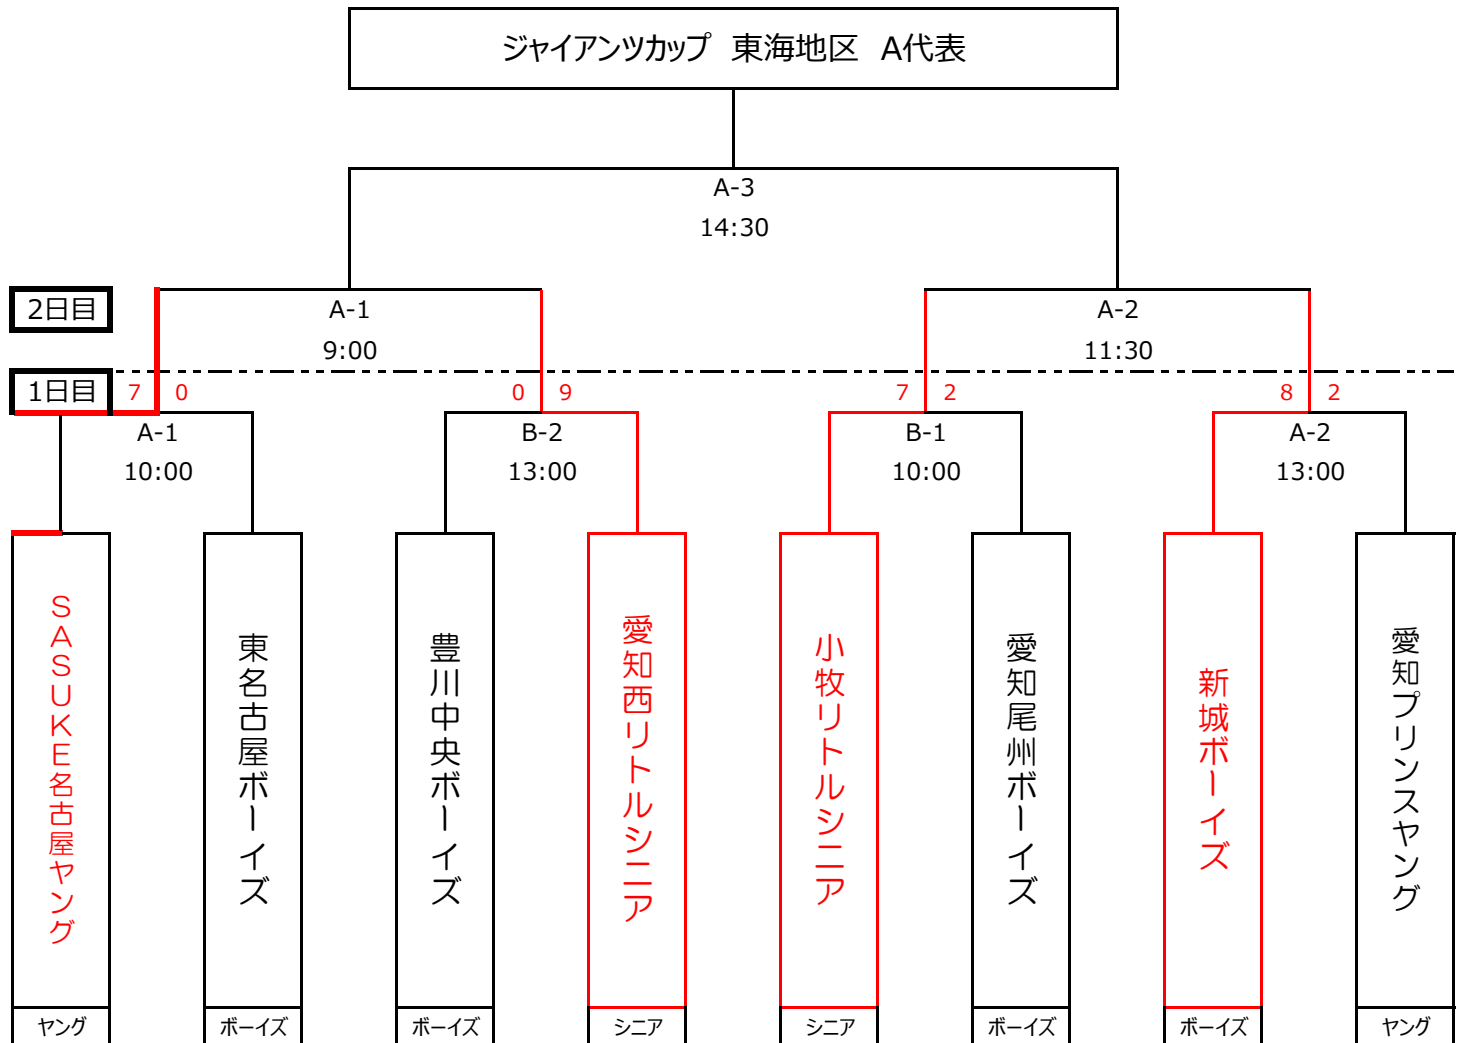 ジャイアンツカップ 東海地区 A代表
A-3
14:30
2日目
A-1
A-2
9:00
11:30
1日目
7 0
0 9
7 2
8 2
A-1
B-2
B-1
A-2
10:00
13:00
10:00
13:00
SASUKE名古屋ヤング
東名古屋ボーイズ
豊川中央ボーイズ
愛知西リトルシニア
小牧リトルシニア
愛知尾州ボーイズ
新城ボーイズ
愛知プリンスヤング
ヤング
ボーイズ
ボーイズ
シニア
シニア
ボーイズ
ボーイズ
ヤング